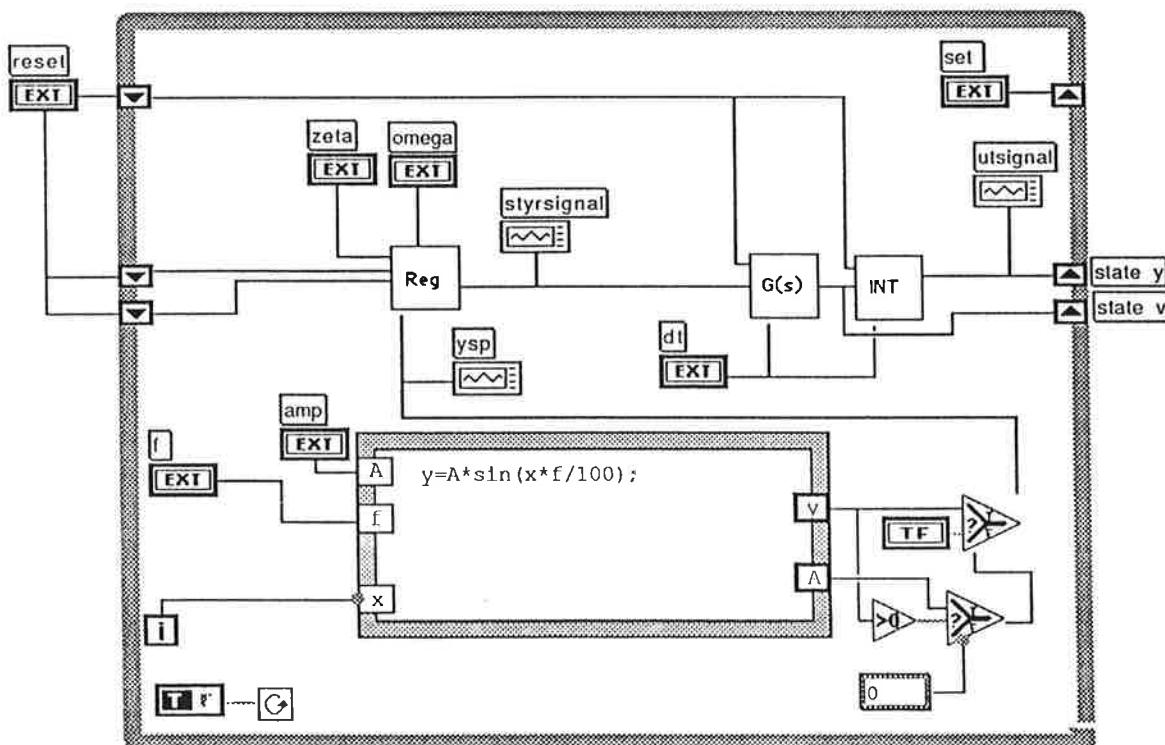 reset
EXT
set
EXT
zeta
EXT
omega
EXT
utsignal
styrsignal
Reg
G(s)
INT
state y
state v
ysp
dt
EXT
amp
EXT
f
EXT
A
y=A*sin(x*f/100);
f
y
?
TF
A
x
>0
?
i
0
T